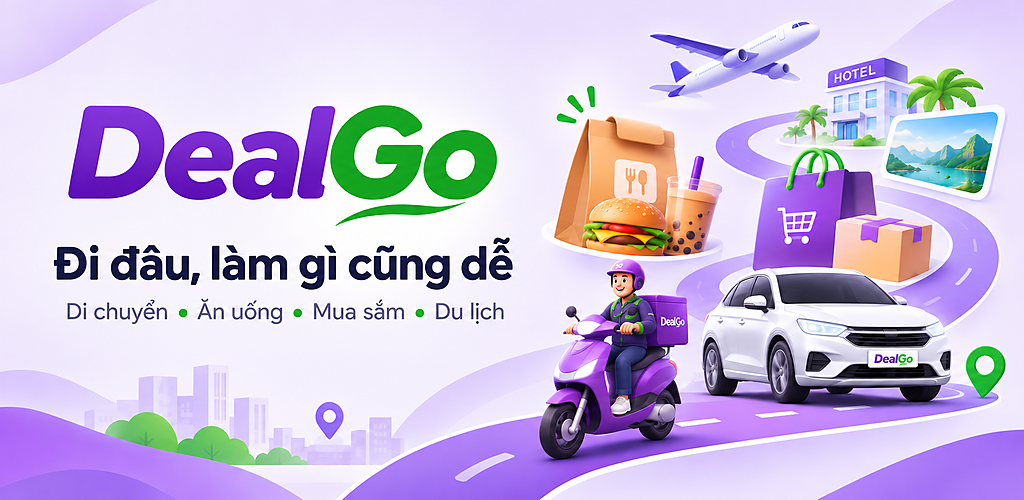 DealGo
Đi đâu, làm gì cũng dễ
Di chuyển • Ăn uống • Mua sắm • Du lịch
HOTEL
DealGo
DealGo